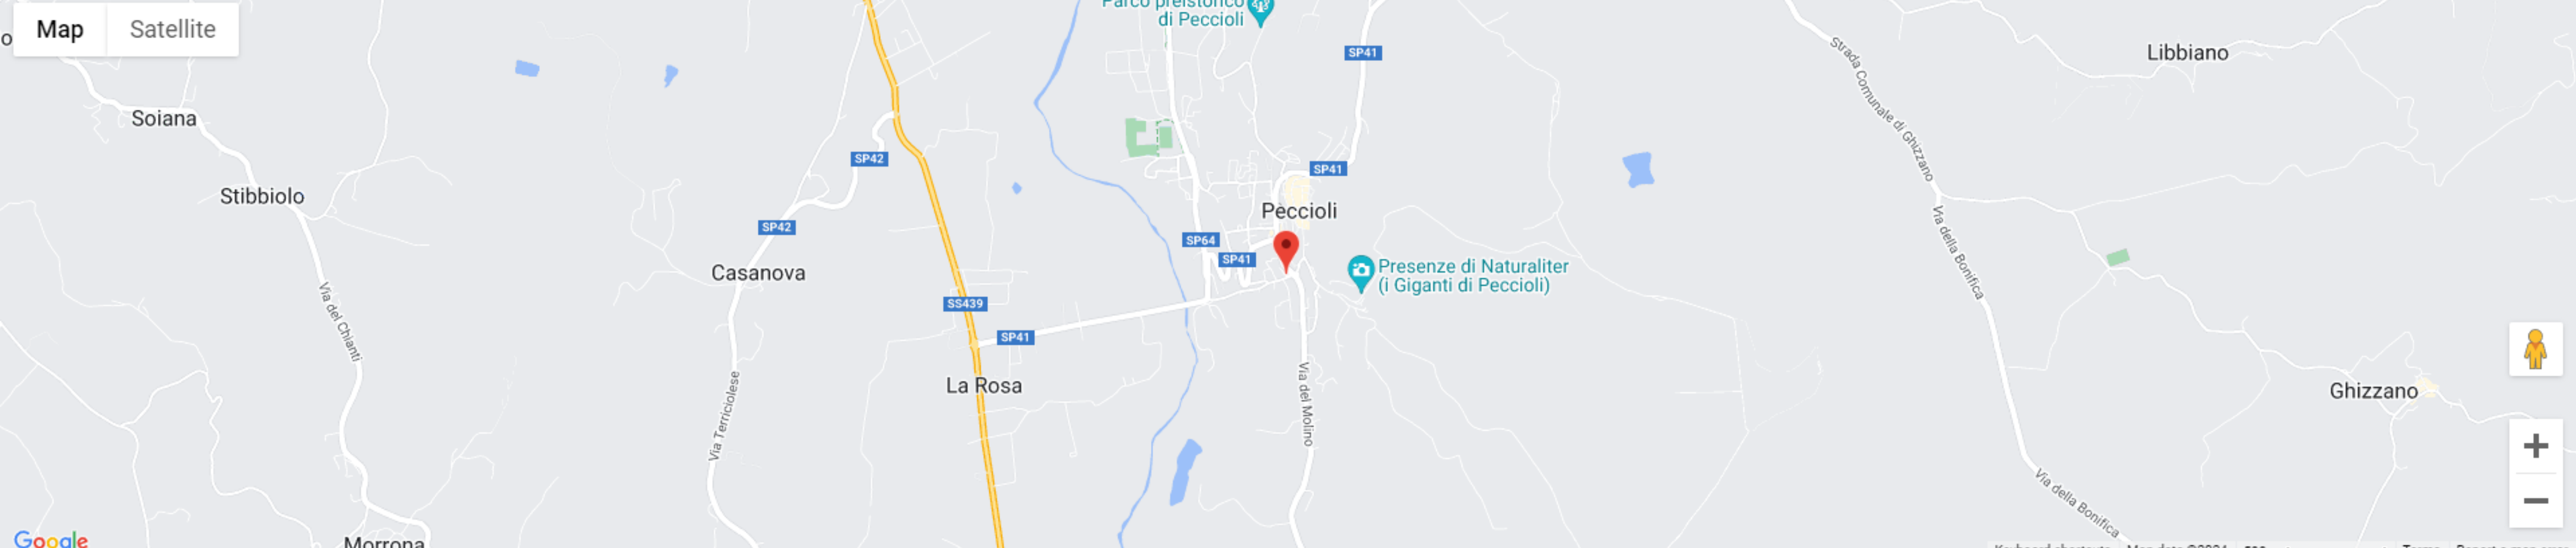 Map
Satellite
Parco preistorico
di Peccioli
SP41
Strada Comunale di Ghizzano
Libbiano
o
Soiana
SP42
SP41
Stibbiolo
SP42
Peccioli
Via della Bonifica
SP64
SP41
Casanova
Presenze di Naturaliter
(i Giganti di Peccioli)
Via del Chianti
SS439
SP41
La Rosa
Via Terricciolese
Via del Molino
Ghizzano
Via della Bonifica
Google
Morrona